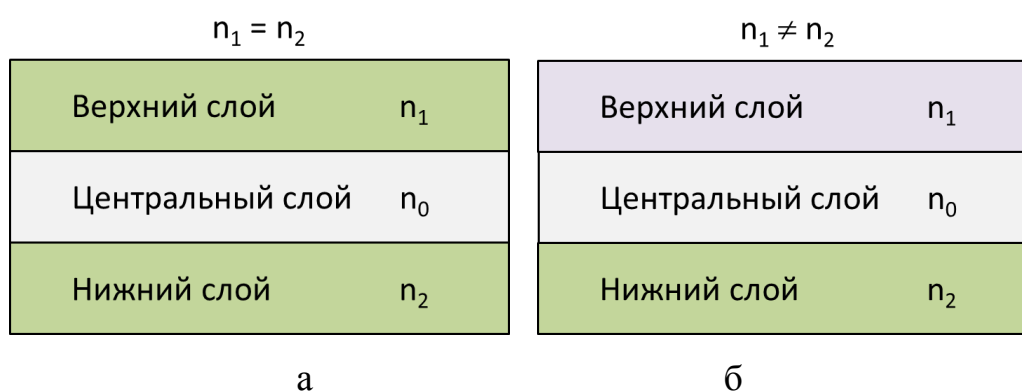 n₁ = n₂
Верхний слой n₁
Центральный слой n₀
Нижний слой n₂
а
n₁ ≠ n₂
Верхний слой n₁
Центральный слой n₀
Нижний слой n₂
б